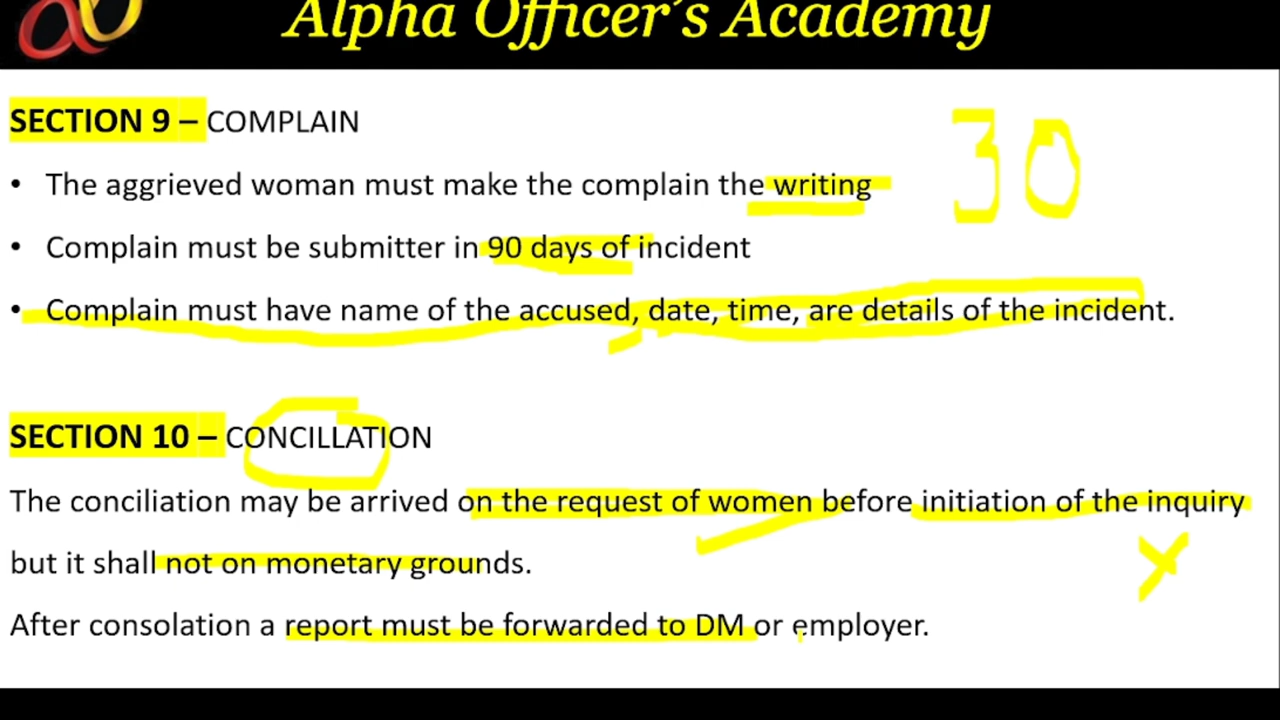 Alpha Officer's Academy
SECTION 9 – COMPLAIN
30
• The aggrieved woman must make the complain the writing
• Complain must be submitter in 90 days of incident
• Complain must have name of the accused, date, time, are details of the incident.
SECTION 10 – CONCILLATION
The conciliation may be arrived on the request of women before initiation of the inquiry
but it shall not on monetary grounds.
After consolation a report must be forwarded to DM or employer.